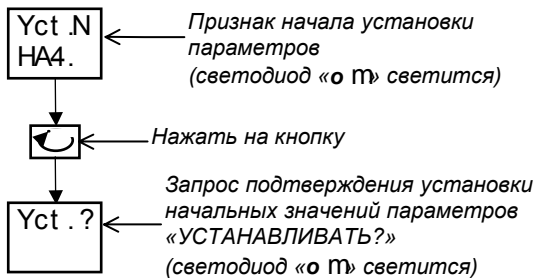 Yct .N
HA4.
Признак начала установки
параметров
(светодиод «o m» светится)
Нажать на кнопку
Yct . ?
Запрос подтверждения установки
начальных значений параметров
«УСТАНАВЛИВАТЬ?»
(светодиод «o m» светится)